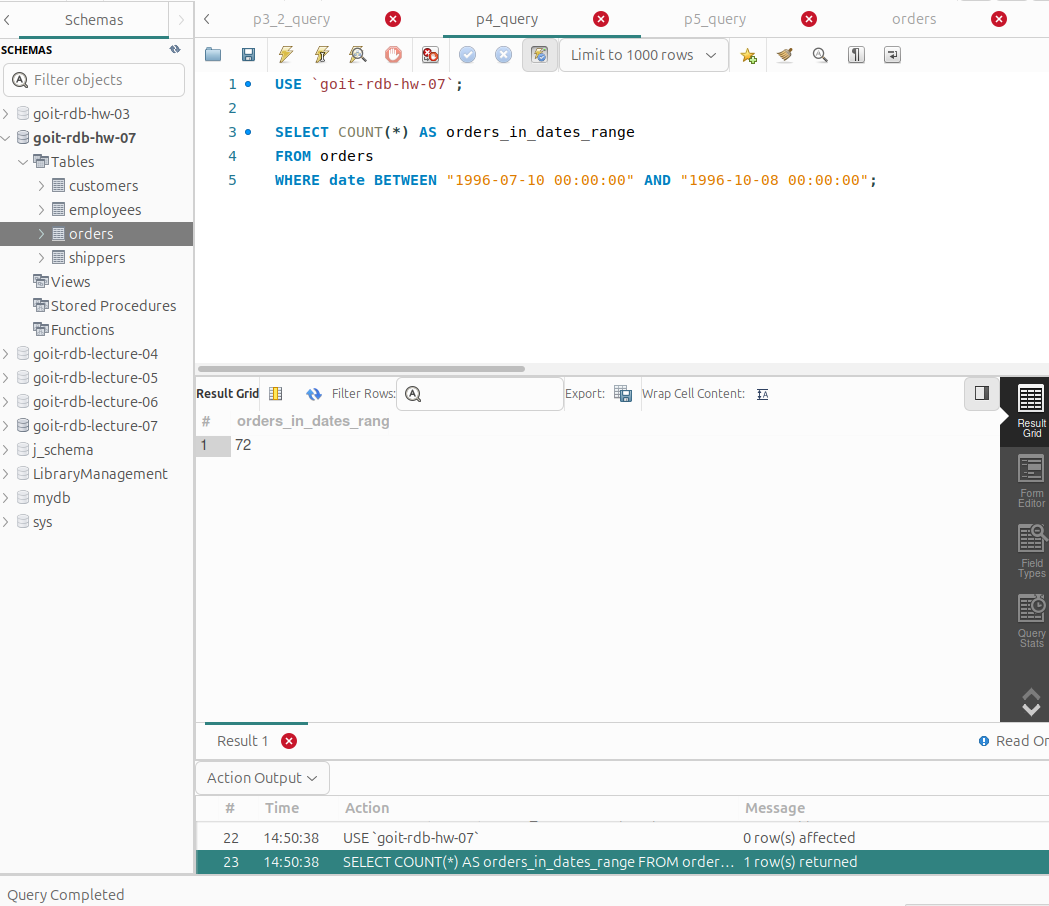 Schemas
p3_2_query
p4_query
p5_query
orders
SCHEMAS
Filter objects
goit-rdb-hw-03
goit-rdb-hw-07
Tables
customers
employees
orders
shippers
Views
Stored Procedures
Functions
goit-rdb-lecture-04
goit-rdb-lecture-05
goit-rdb-lecture-06
goit-rdb-lecture-07
j_schema
LibraryManagement
mydb
sys
Limit to 1000 rows
1 USE `goit-rdb-hw-07`;
2
3 SELECT COUNT(*) AS orders_in_dates_range
4 FROM orders
5 WHERE date BETWEEN "1996-07-10 00:00:00" AND "1996-10-08 00:00:00";
Result Grid Filter Rows: Export: Wrap Cell Content:
# orders_in_dates_rang
1 72
Result
Grid
Form
Editor
Field
Types
Query
Stats
Result 1
Read Or
Action Output
# Time Action Message
22 14:50:38 USE `goit-rdb-hw-07` 0 row(s) affected
23 14:50:38 SELECT COUNT(*) AS orders_in_dates_range FROM order... 1 row(s) returned
Query Completed